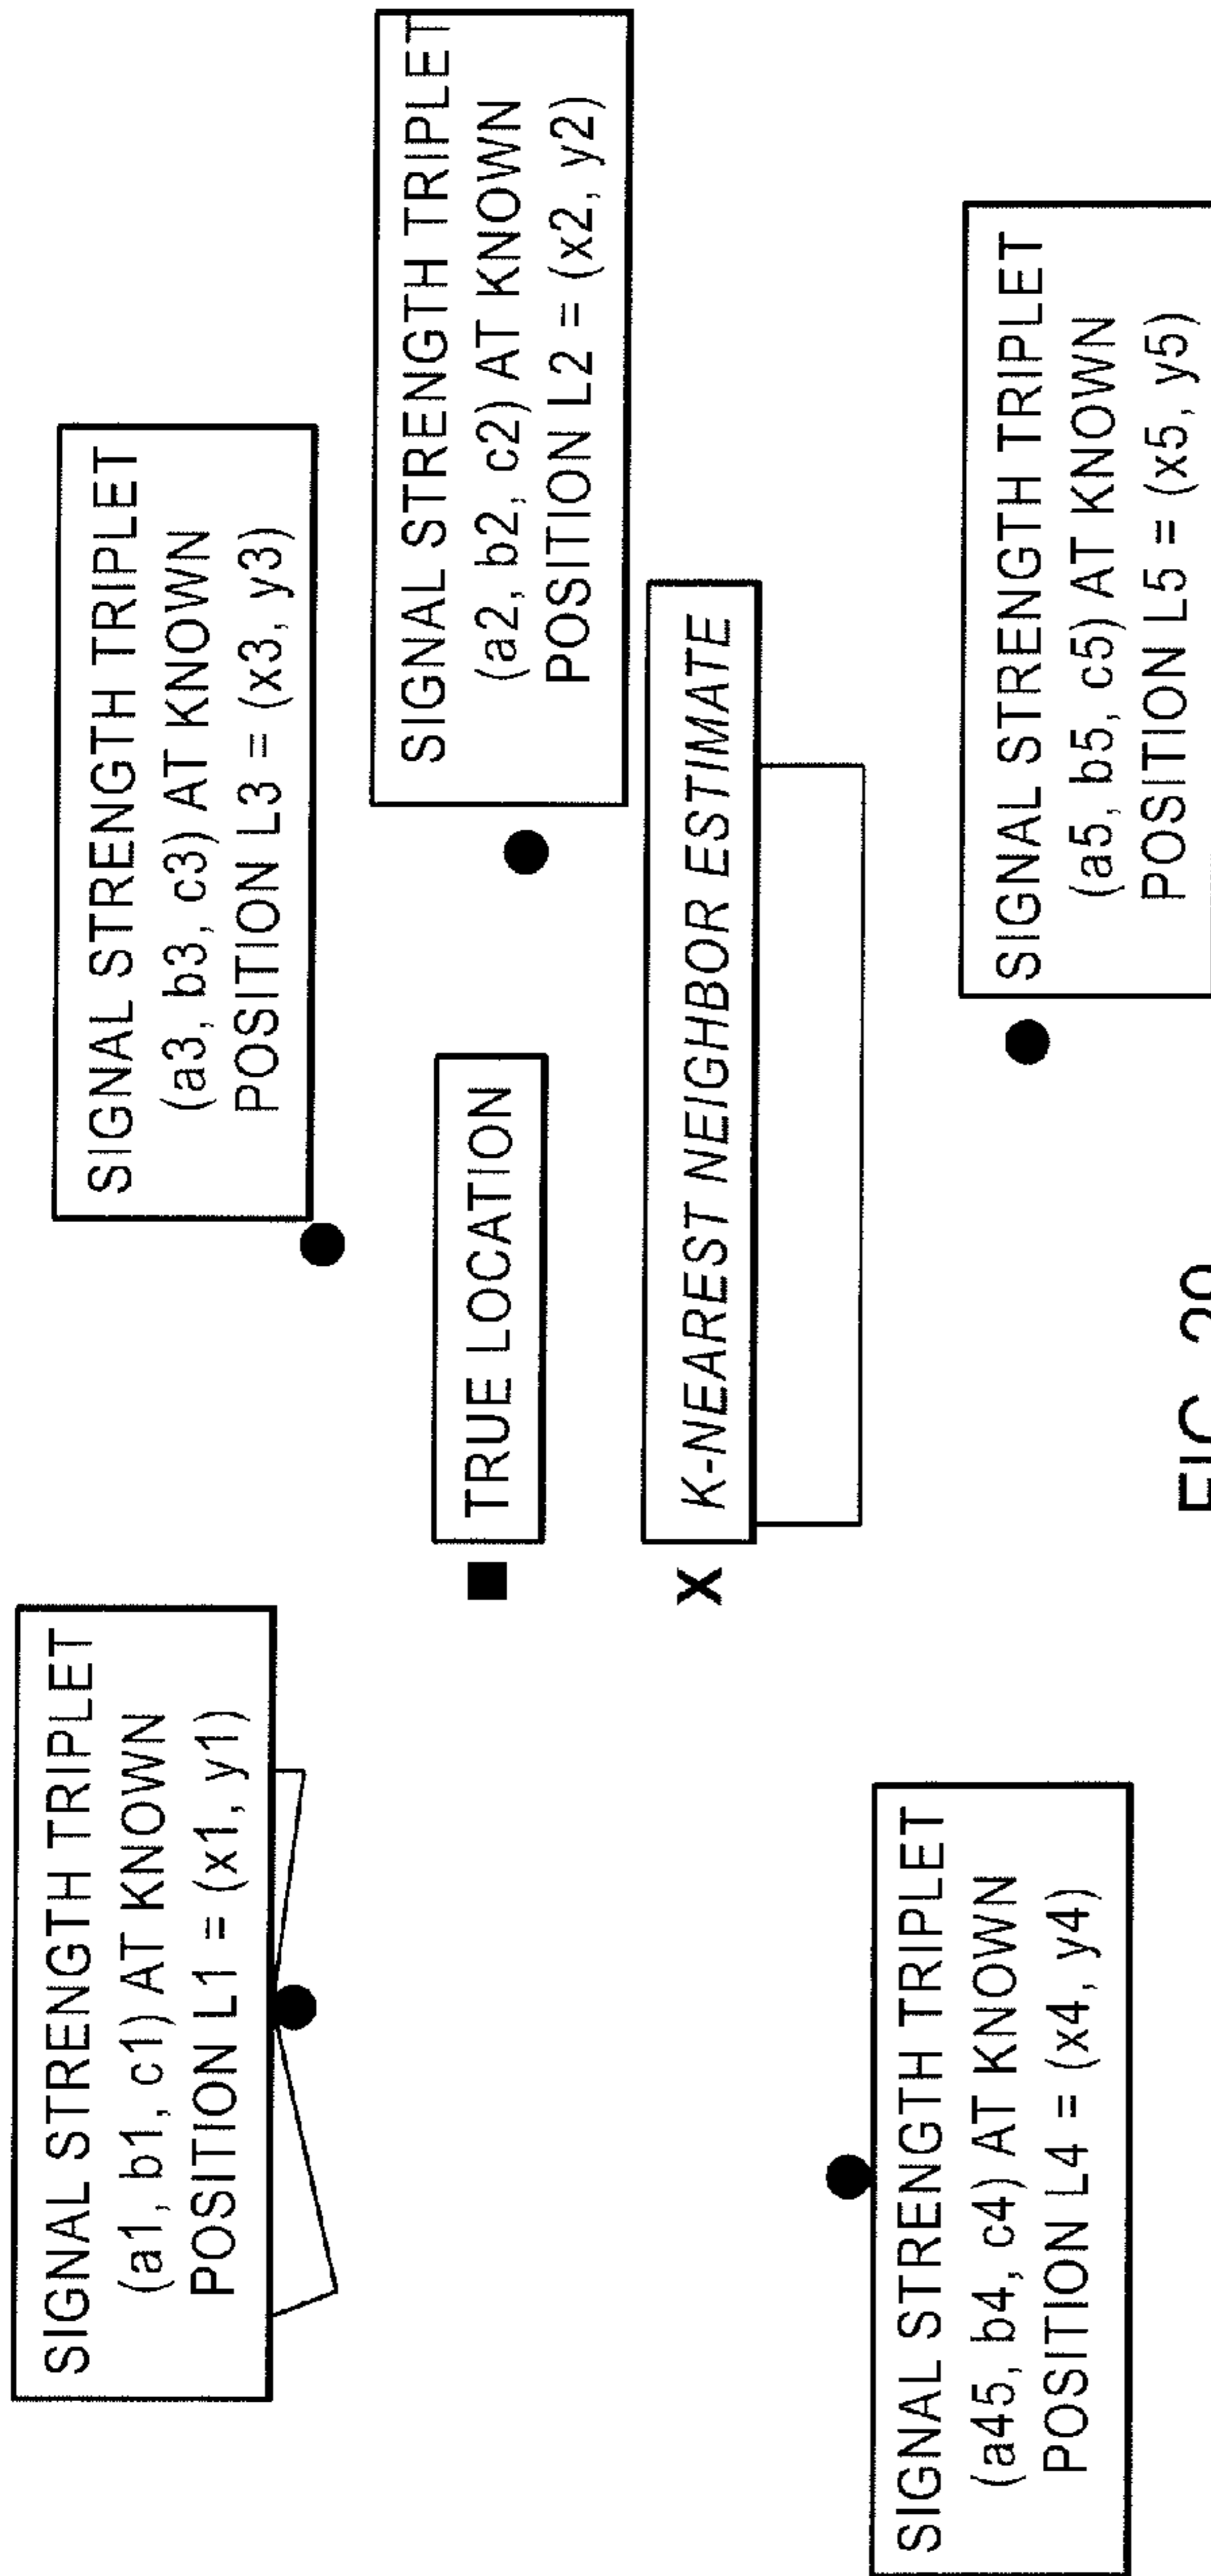 SIGNAL STRENGTH TRIPLET
(a1, b1, c1) AT KNOWN
POSITION L1 = (x1, y1)
SIGNAL STRENGTH TRIPLET
(a3, b3, c3) AT KNOWN
POSITION L3 = (x3, y3)
SIGNAL STRENGTH TRIPLET
(a2, b2, c2) AT KNOWN
POSITION L2 = (x2, y2)
TRUE LOCATION
X K-NEAREST NEIGHBOR ESTIMATE
SIGNAL STRENGTH TRIPLET
(a45, b4, c4) AT KNOWN
POSITION L4 = (x4, y4)
SIGNAL STRENGTH TRIPLET
(a5, b5, c5) AT KNOWN
POSITION L5 = (x5, y5)